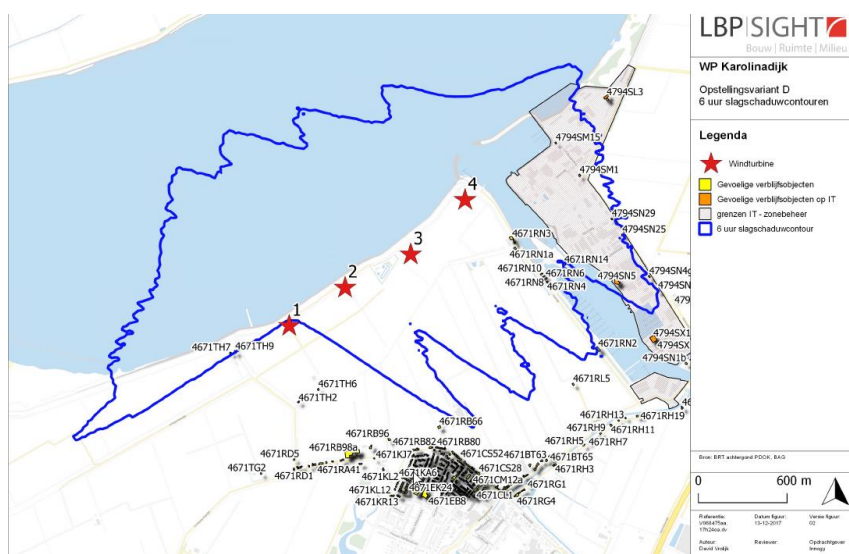 LBP|SIGHT
Bouw | Ruimte | Milieu
WP Karolinadijk
Opstellingsvariant D
6 uur slagschaduwcontouren
Legenda
Windturbine
Gevoelige verblijfsobjecten
Gevoelige verblijfsobjecten op IT
grenzen IT - zonebeheer
6 uur slagschaduwcontour
4794SL3
4794SM15
4794SM1
4
4794SN29
4671RN3
4794SN25
3
4671RN1a
4671RN14
4671RN10
4671RN6
4794SN5
4794SN4
2
4671RN8
4671RN4
4794SN
1
4794SX1
4671TH7
4671TH9
4671RN2
4794SX
4794SN1b
4671TH6
4671RL5
4671TH2
4671RB66
4671RH13
4671RH19
4671RH9
4671RH11
4671RB96
4671RB82
4671RB80
4671RH5
4671RH7
4671RB98a
4671KJ7
4671CS52
4671BT63
4671RD5
4671KA6
4671BT65
4671TG2
4671RD1
4671RA41
4671KL2
4671CS28
4671RH3
4671CM12a
4671KL12
4671EK24
4671RG1
4671KR13
4671EB8
4671CL1
4671RG4
Bron: BRT achtergrond PDOK, BAG
0
600 m
Referentie:
Datum figuur:
13-12-2017
Versie figuur:
02
Auteur:
David Vrolijk
Reviewer:
Opdrachtgever
Innogy